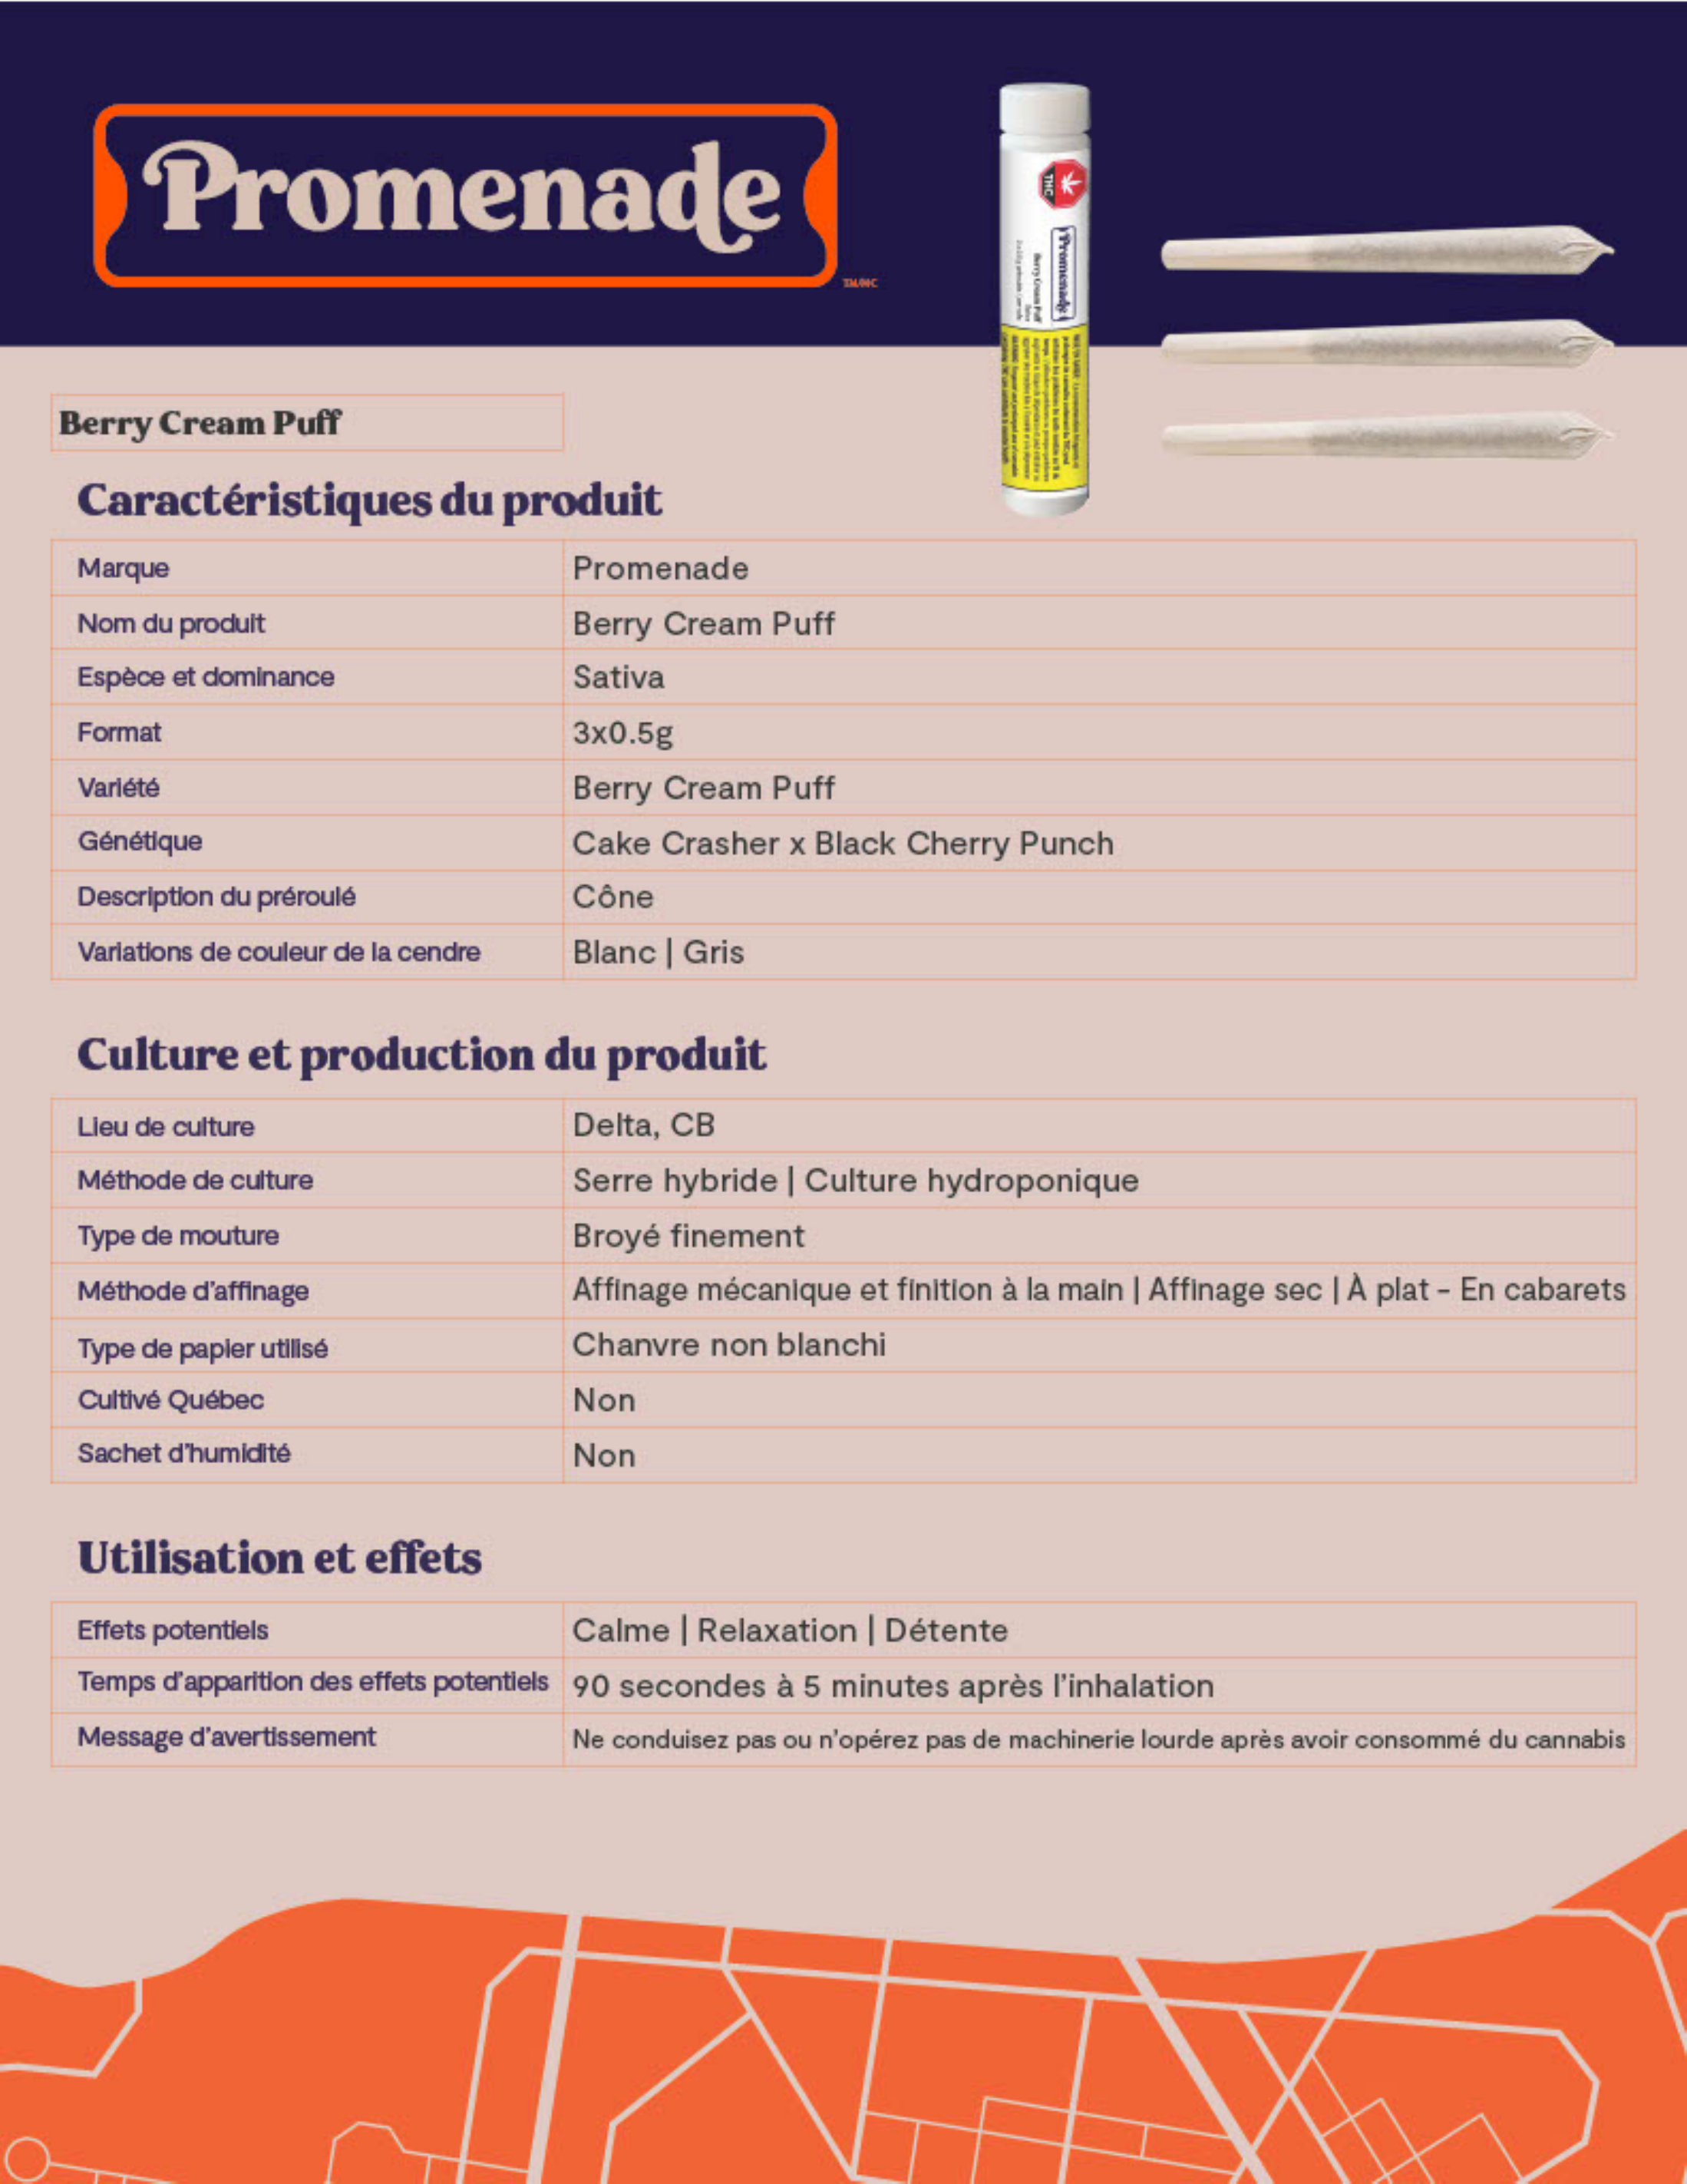 Promenade
TM/MC
THC
Promenade
Berry Cream Puff
Berry Cream Puff
Caractéristiques du produit
Marque Promenade
Nom du produit Berry Cream Puff
Espèce et dominance Sativa
Format 3x0.5g
Variété Berry Cream Puff
Génétique Cake Crasher x Black Cherry Punch
Description du préroulé Cône
Variations de couleur de la cendre Blanc | Gris
Culture et production du produit
Lieu de culture Delta, CB
Méthode de culture Serre hybride | Culture hydroponique
Type de mouture Broyé finement
Méthode d'affinage Affinage mécanique et finition à la main | Affinage sec | À plat - En cabarets
Type de papier utilisé Chanvre non blanchi
Cultivé Québec Non
Sachet d'humidité Non
Utilisation et effets
Effets potentiels Calme | Relaxation | Détente
Temps d'apparition des effets potentiels 90 secondes à 5 minutes après l'inhalation
Message d'avertissement Ne conduisez pas ou n'opérez pas de machinerie lourde après avoir consommé du cannabis